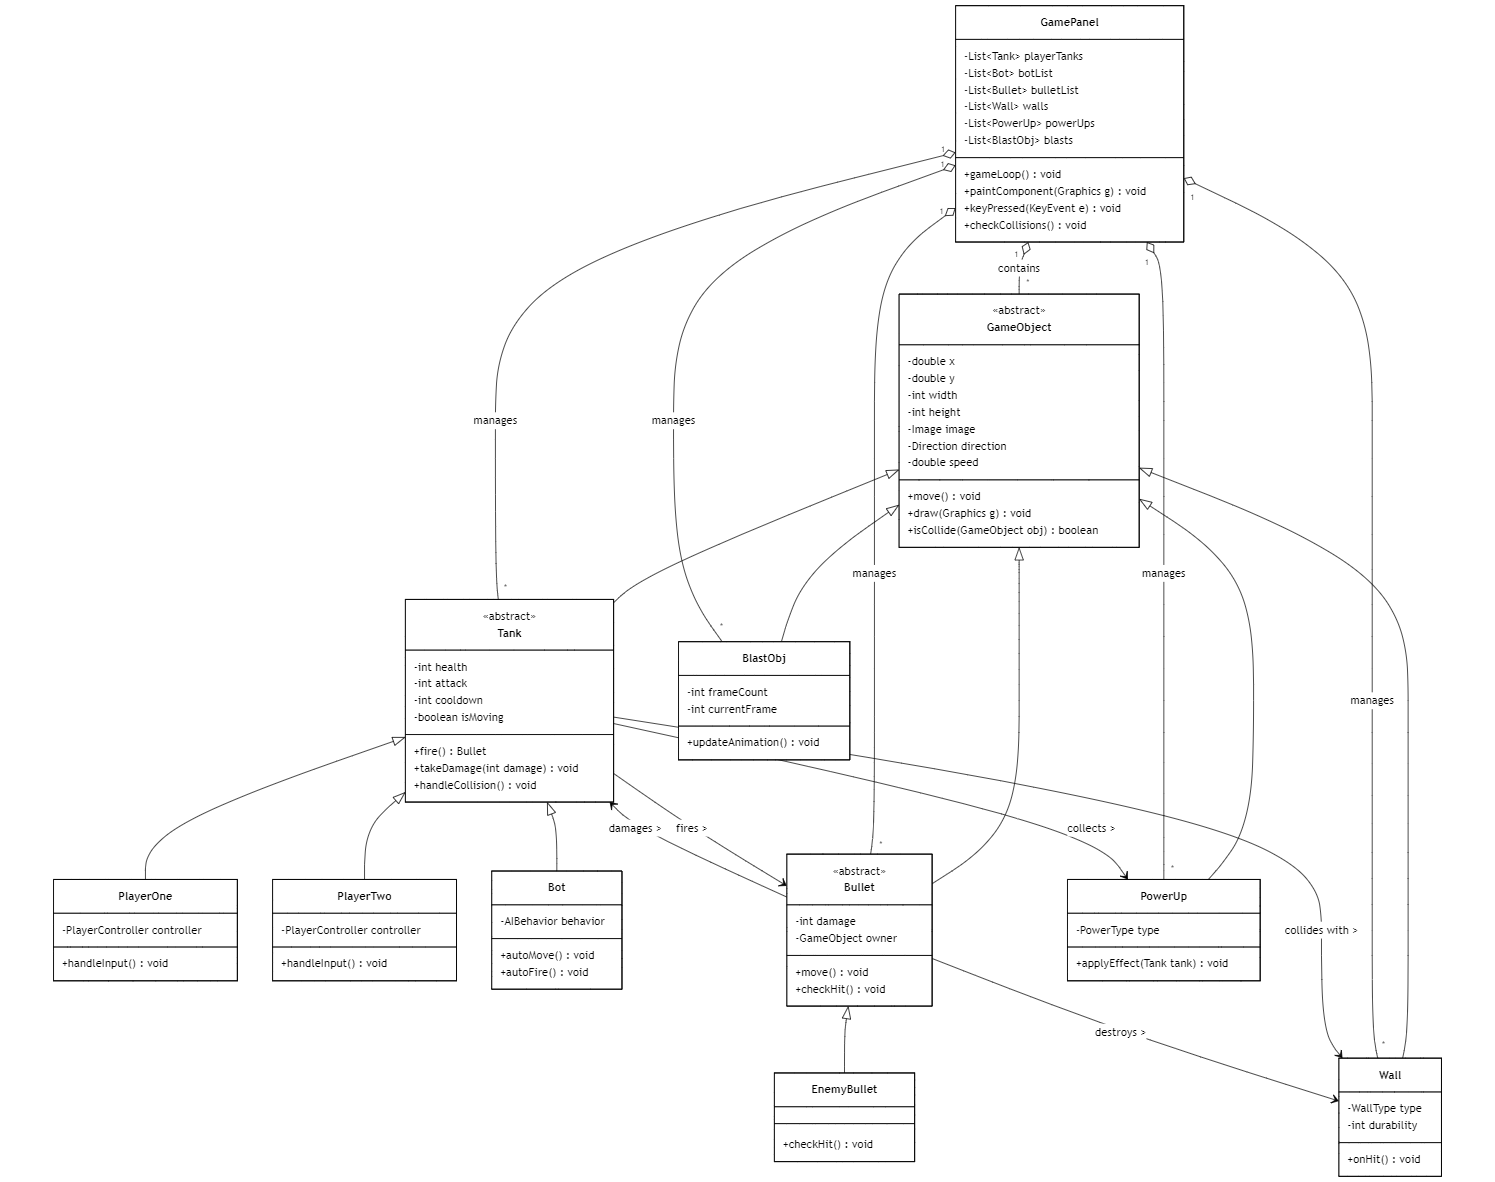 GamePanel
-List<Tank> playerTanks
-List<Bot> botList
-List<Bullet> bulletList
-List<Wall> walls
-List<PowerUp> powerUps
-List<BlastObj> blasts
+gameLoop() : void
+paintComponent(Graphics g) : void
+keyPressed(KeyEvent e) : void
+checkCollisions() : void
1
1
1
1
1
1
contains
*
«abstract»
GameObject
-double x
-double y
-int width
-int height
-Image image
-Direction direction
-double speed
+move() : void
+draw(Graphics g) : void
+isCollide(GameObject obj) : boolean
manages
manages
manages
manages
manages
*
*
«abstract»
Tank
-int health
-int attack
-int cooldown
-boolean isMoving
+fire() : Bullet
+takeDamage(int damage) : void
+handleCollision() : void
BlastObj
-int frameCount
-int currentFrame
+updateAnimation() : void
damages >
fires >
collects >
*
*
PlayerOne
-PlayerController controller
+handleInput() : void
PlayerTwo
-PlayerController controller
+handleInput() : void
Bot
-AIBehavior behavior
+autoMove() : void
+autoFire() : void
«abstract»
Bullet
-int damage
-GameObject owner
+move() : void
+checkHit() : void
PowerUp
-PowerType type
+applyEffect(Tank tank) : void
collides with >
destroys >
*
EnemyBullet
+checkHit() : void
Wall
-WallType type
-int durability
+onHit() : void